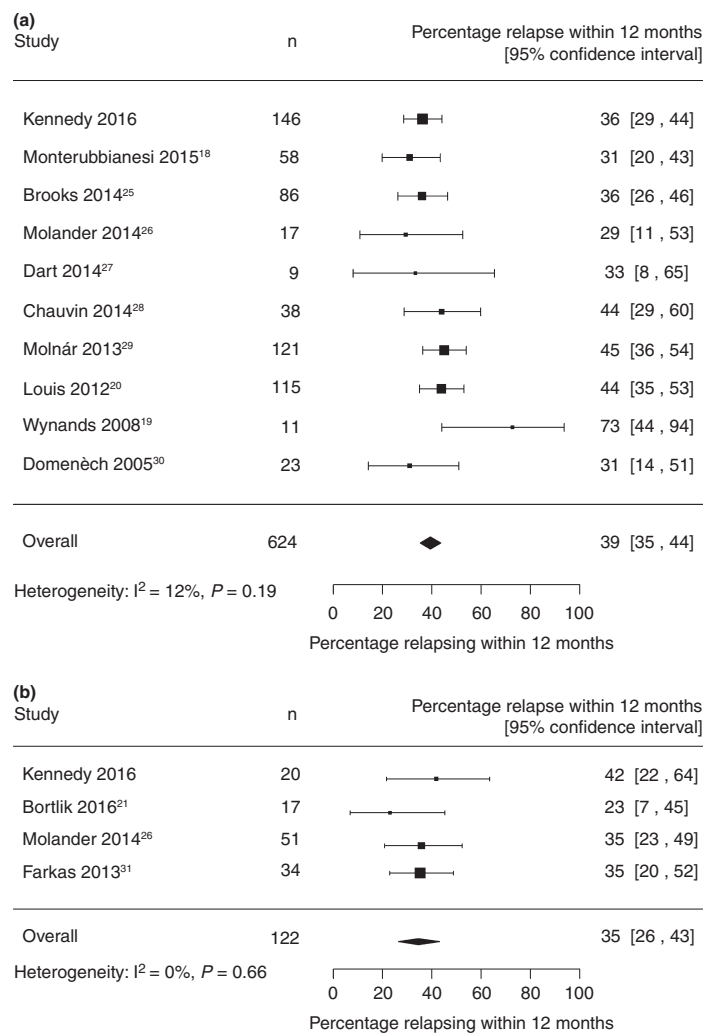 (a)
Study n Percentage relapse within 12 months
[95% confidence interval]
Kennedy 2016 146 36 [29 , 44]
Monterubbianesi 2015¹⁸ 58 31 [20 , 43]
Brooks 2014²⁵ 86 36 [26 , 46]
Molander 2014²⁶ 17 29 [11 , 53]
Dart 2014²⁷ 9 33 [8 , 65]
Chauvin 2014²⁸ 38 44 [29 , 60]
Molnár 2013²⁹ 121 45 [36 , 54]
Louis 2012²⁰ 115 44 [35 , 53]
Wynands 2008¹⁹ 11 73 [44 , 94]
Domenèch 2005³⁰ 23 31 [14 , 51]
Overall 624 39 [35 , 44]
Heterogeneity: I² = 12%, P = 0.19
0 20 40 60 80 100
Percentage relapsing within 12 months
(b)
Study n Percentage relapse within 12 months
[95% confidence interval]
Kennedy 2016 20 42 [22 , 64]
Bortlik 2016²¹ 17 23 [7 , 45]
Molander 2014²⁶ 51 35 [23 , 49]
Farkas 2013³¹ 34 35 [20 , 52]
Overall 122 35 [26 , 43]
Heterogeneity: I² = 0%, P = 0.66
0 20 40 60 80 100
Percentage relapsing within 12 months